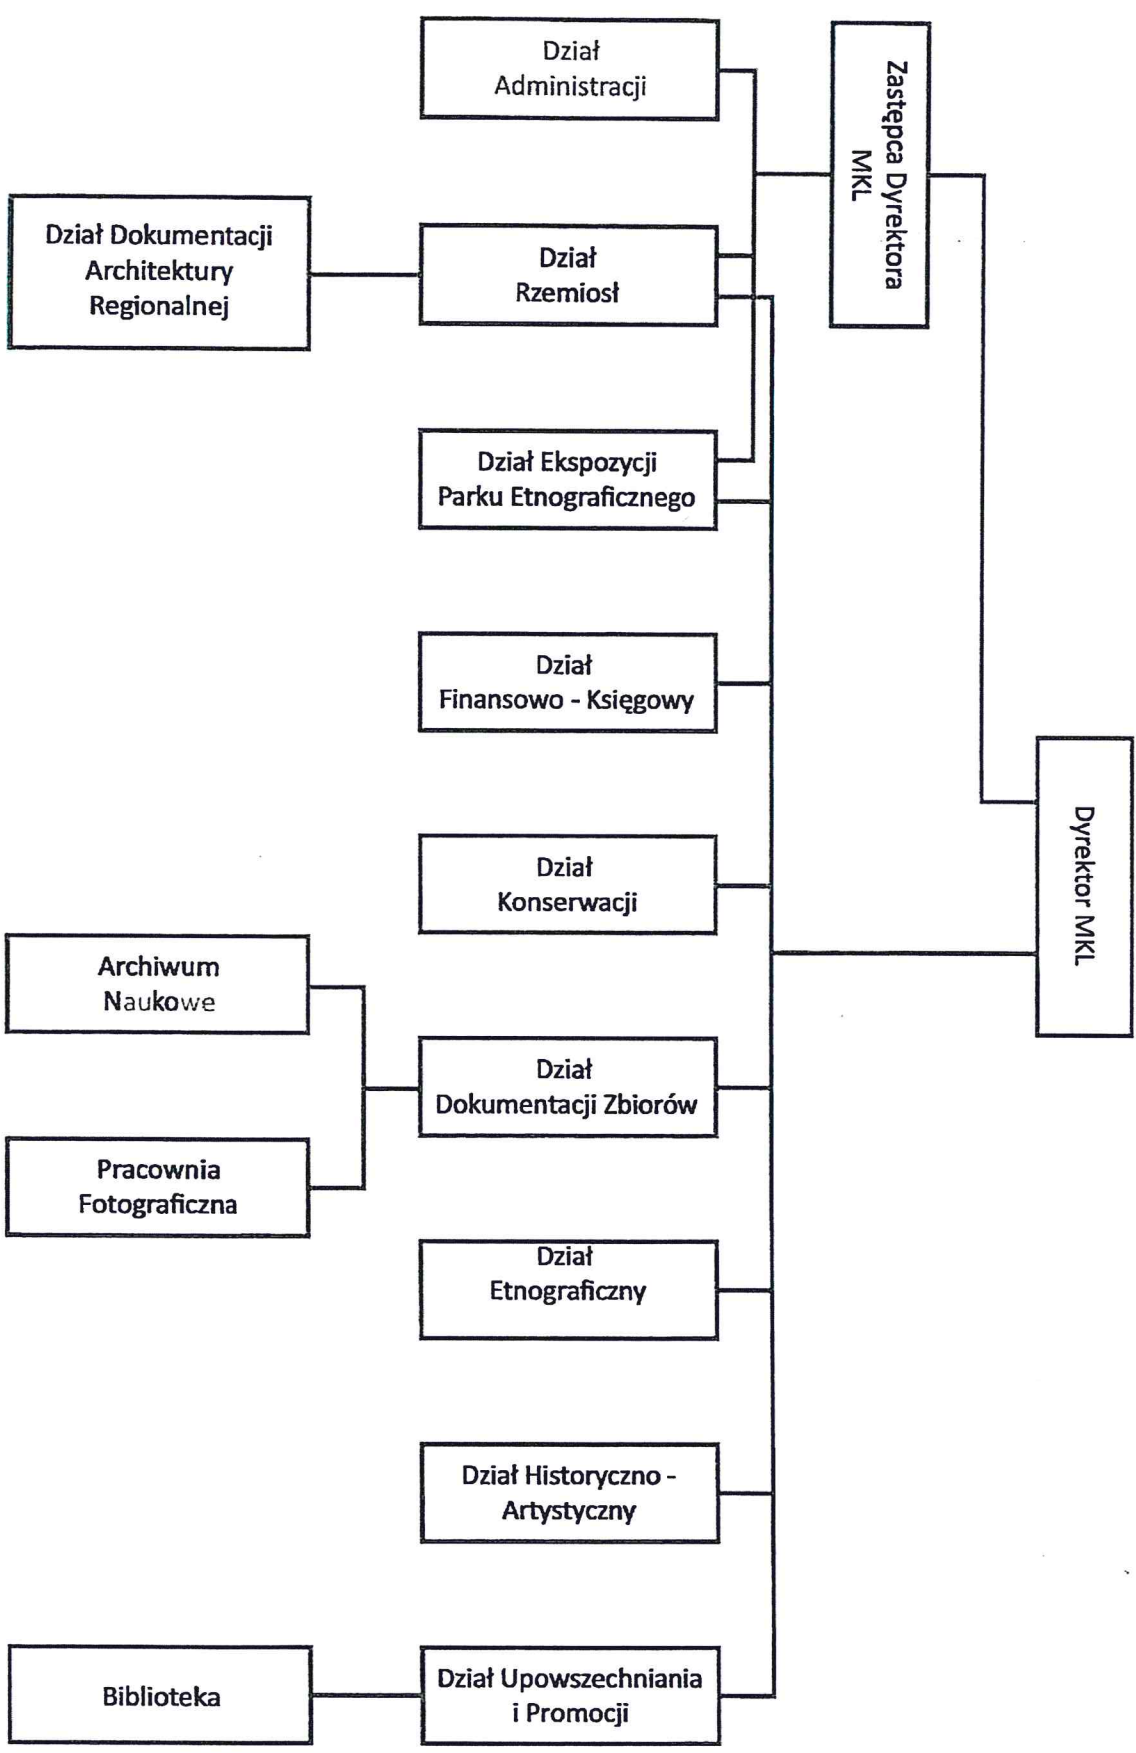 Dyrektor MKL
Zastępca Dyrektora
MKL
Dział
Administracji
Dział
Rzemiosł
Dział Dokumentacji
Architektury
Regionalnej
Dział Ekspozycji
Parku Etnograficznego
Dział
Finansowo - Księgowy
Dział
Konserwacji
Dział
Dokumentacji Zbiorów
Archiwum
Naukowe
Pracownia
Fotograficzna
Dział
Etnograficzny
Dział Historyczno -
Artystyczny
Dział Upowszechniania
i Promocji
Biblioteka